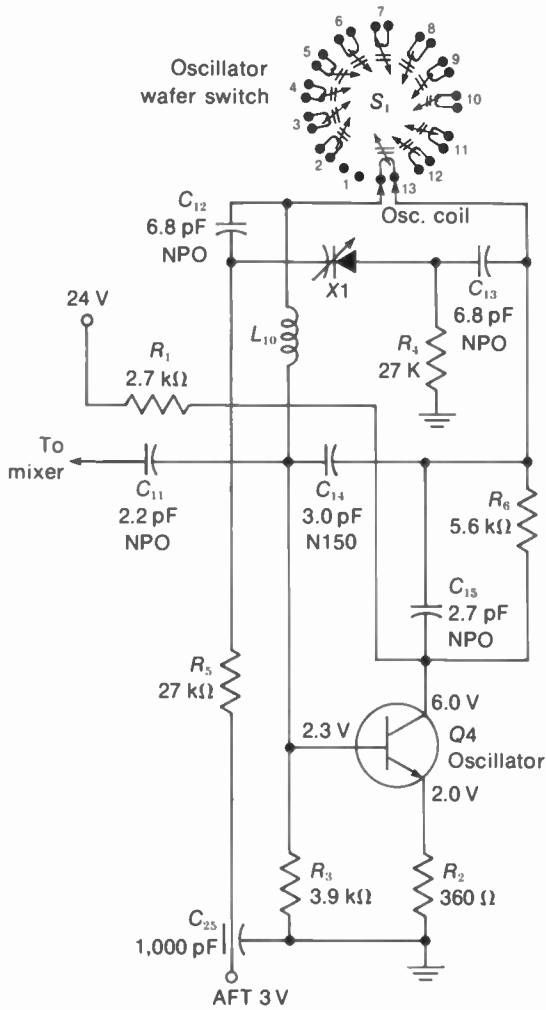 7
6
8
5
9
4
10
3
11
2
12
1
13
Oscillator
wafer switch
S₁
Osc. coil
C₁₂
6.8 pF
NPO
X1
C₁₃
6.8 pF
NPO
24 V
R₁
2.7 kΩ
L₁₀
R₄
27 K
To
mixer
C₁₁
2.2 pF
NPO
C₁₄
3.0 pF
N150
R₆
5.6 kΩ
C₁₅
2.7 pF
NPO
R₅
27 kΩ
6.0 V
2.3 V
Q4
Oscillator
2.0 V
R₃
3.9 kΩ
R₂
360 Ω
C₂₅
1,000 pF
AFT 3 V